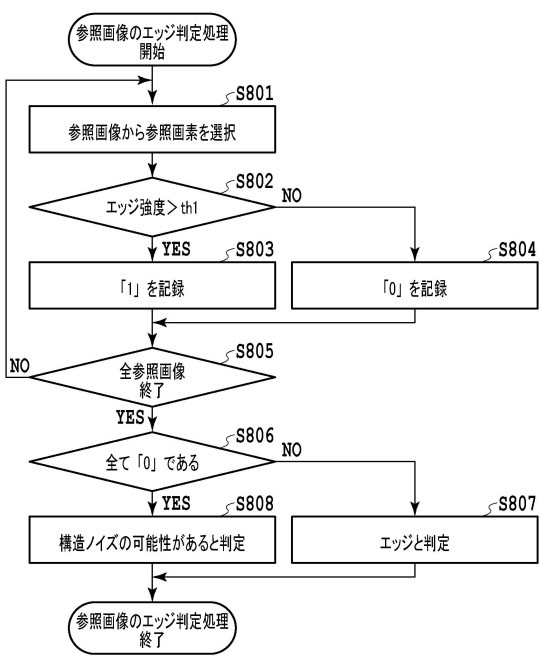 参照画像のエッジ判定処理
開始
S801
参照画像から参照画素を選択
S802
エッジ強度＞th1
NO
YES
S803
「1」を記録
S804
「0」を記録
S805
全参照画像
終了
NO
YES
S806
全て「0」である
NO
YES
S808
構造ノイズの可能性があると判定
S807
エッジと判定
参照画像のエッジ判定処理
終了